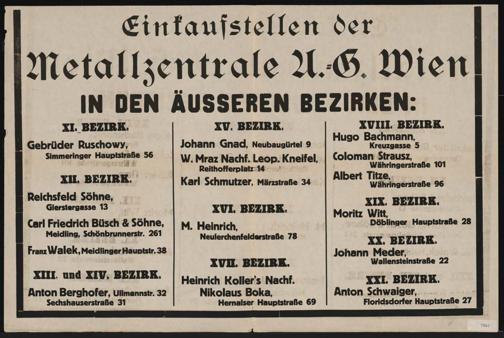 Einkaufstellen der
Metallzentrale A.=G. Wien
IN DEN ÄUSSEREN BEZIRKEN:
XI. BEZIRK.
Gebrüder Ruschowy,
Simmeringer Hauptstraße 56
XII. BEZIRK.
Reichsfeld Söhne,
Gierstergasse 13
Carl Friedrich Büsch & Söhne,
Meidling, Schönbrunnerstr. 261
Franz Walek, Meidlinger Hauptstr. 38
XIII. und XIV. BEZIRK.
Anton Berghofer, Ullmannstr. 32
Sechshauserstraße 31
XV. BEZIRK.
Johann Gnad, Neubaugürtel 9
W. Mraz Nachf. Leop. Kneifel,
Reithofferplatz 14
Karl Schmutzer, Märzstraße 34
XVI. BEZIRK.
M. Heinrich,
Neulerchenfelderstraße 78
XVII. BEZIRK.
Heinrich Koller's Nachf.
Nikolaus Boka,
Hernalser Hauptstraße 69
XVIII. BEZIRK.
Hugo Bachmann,
Kreuzgasse 5
Coloman Strausz,
Währingerstraße 101
Albert Titze,
Währingerstraße 96
XIX. BEZIRK.
Moritz Witt,
Döblinger Hauptstraße 28
XX. BEZIRK.
Johann Meder,
Wallensteinstraße 22
XXI. BEZIRK.
Anton Schwaiger,
Floridsdorfer Hauptstraße 27